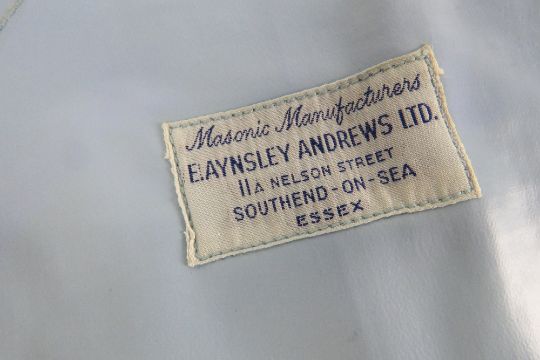 Masonic Manufacturers
E.AYNSLEY ANDREWS LTD.
11A NELSON STREET
SOUTHEND-ON-SEA
ESSEX